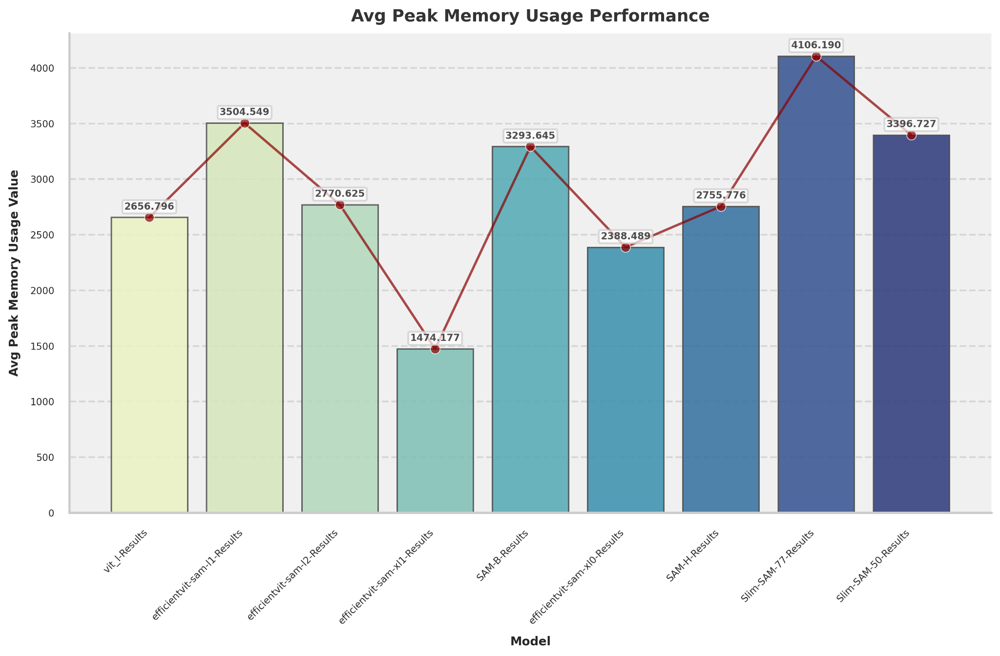 Avg Peak Memory Usage Performance
Avg Peak Memory Usage Value
4000
3500
3000
2500
2000
1500
1000
500
0
2656.796
3504.549
2770.625
1474.177
3293.645
2388.489
2755.776
4106.190
3396.727
vit_l-Results
efficientvit-sam-l1-Results
efficientvit-sam-l2-Results
efficientvit-sam-xl1-Results
SAM-B-Results
efficientvit-sam-xl0-Results
SAM-H-Results
Slim-SAM-77-Results
Slim-SAM-50-Results
Model